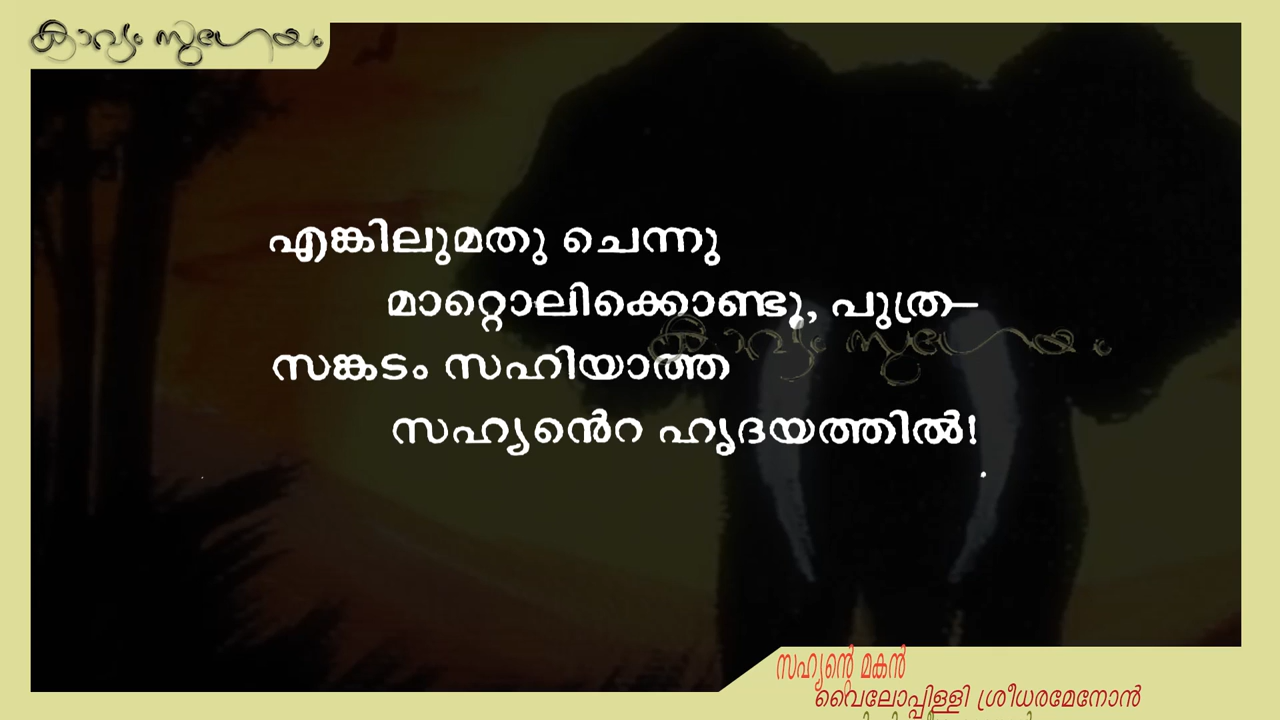 കാവ്യം സുഗേയം
എങ്കിലുമതു ചെന്നു
മാറ്റൊലിക്കൊണ്ടൂ, പുത്ര—
കാവ്യം സുഗേയം
സങ്കടം സഹിയാത്ത
സഹ്യൻെറ ഹൃദയത്തിൽ!
സഹ്യന്റെ മകൻ
വൈലോപ്പിള്ളി ശ്രീധരമേനോൻ